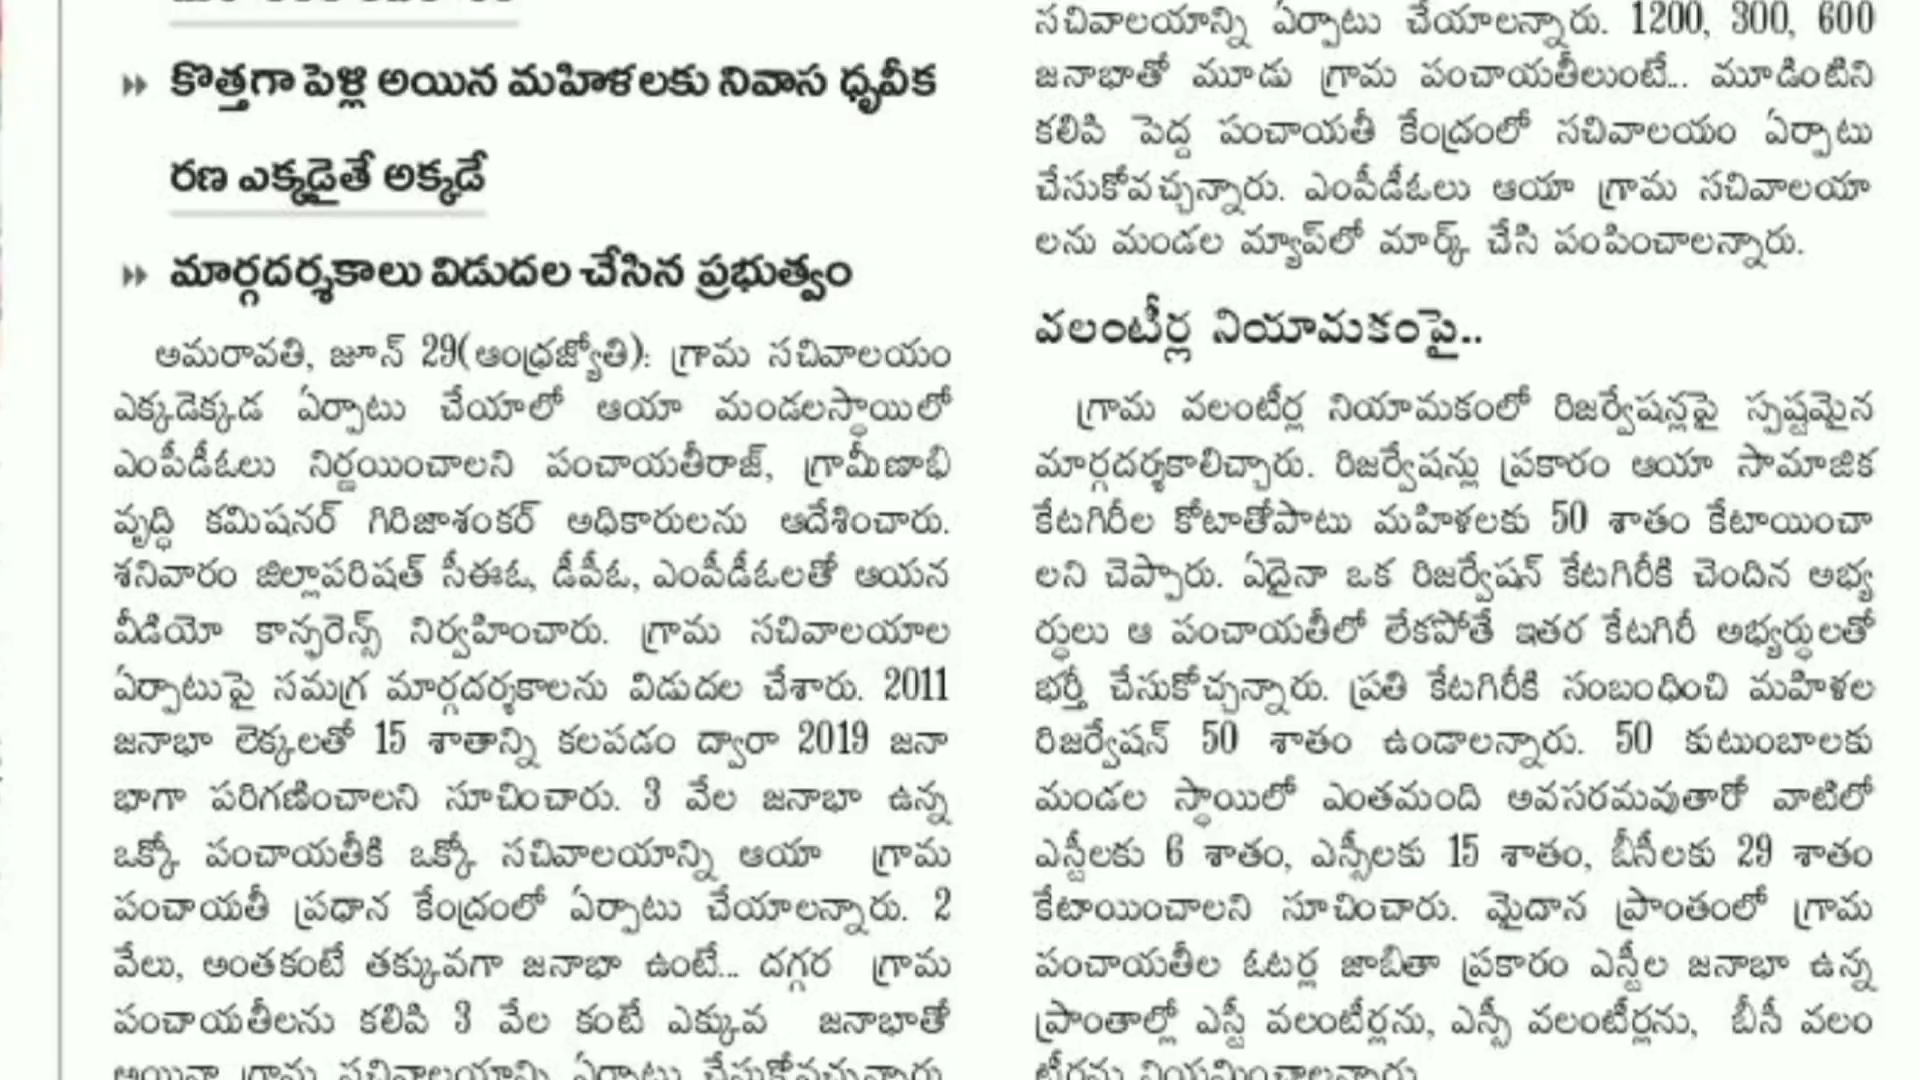 కొత్తగా పెళ్లి అయిన మహిళలకు నివాస ధృవీక
రణ ఎక్కడైతే అక్కడే
మార్గదర్శకాలు విడుదల చేసిన ప్రభుత్వం
అమరావతి, జూన్ 29(ఆంధ్రజ్యోతి): గ్రామ సచివాలయం
ఎక్కడెక్కడ ఏర్పాటు చేయాలో ఆయా మండలస్థాయిలో
ఎంపీడీఓలు నిర్ణయించాలని పంచాయతీరాజ్, గ్రామీణాభి
వృద్ధి కమిషనర్ గిరిజాశంకర్ అధికారులను ఆదేశించారు.
శనివారం జిల్లాపరిషత్ సీఈఓ, డీపీఓ, ఎంపీడీఓలతో ఆయన
వీడియో కాన్ఫరెన్స్ నిర్వహించారు. గ్రామ సచివాలయాల
ఏర్పాటుపై సమగ్ర మార్గదర్శకాలను విడుదల చేశారు. 2011
జనాభా లెక్కలతో 15 శాతాన్ని కలపడం ద్వారా 2019 జనా
భాగా పరిగణించాలని సూచించారు. 3 వేల జనాభా ఉన్న
ఒక్కో పంచాయతీకి ఒక్కో సచివాలయాన్ని ఆయా గ్రామ
పంచాయతీ ప్రధాన కేంద్రంలో ఏర్పాటు చేయాలన్నారు. 2
వేలు, అంతకంటే తక్కువగా జనాభా ఉంటే... దగ్గర గ్రామ
పంచాయతీలను కలిపి 3 వేల కంటే ఎక్కువ జనాభాతో
అయినా గ్రామ సచివాలయాన్ని ఏర్పాటు చేసుకోవచ్చన్నారు.
సచివాలయాన్ని ఏర్పాటు చేయాలన్నారు. 1200, 300, 600
జనాభాతో మూడు గ్రామ పంచాయతీలుంటే... మూడింటిని
కలిపి పెద్ద పంచాయతీ కేంద్రంలో సచివాలయం ఏర్పాటు
చేసుకోవచ్చన్నారు. ఎంపీడీఓలు ఆయా గ్రామ సచివాలయా
లను మండల మ్యాప్‌లో మార్క్ చేసి పంపించాలన్నారు.
వలంటీర్ల నియామకంపై..
గ్రామ వలంటీర్ల నియామకంలో రిజర్వేషన్లపై స్పష్టమైన
మార్గదర్శకాలిచ్చారు. రిజర్వేషన్లు ప్రకారం ఆయా సామాజిక
కేటగిరీల కోటాతోపాటు మహిళలకు 50 శాతం కేటాయించా
లని చెప్పారు. ఏదైనా ఒక రిజర్వేషన్ కేటగిరీకి చెందిన అభ్య
ర్థులు ఆ పంచాయతీలో లేకపోతే ఇతర కేటగిరీ అభ్యర్థులతో
భర్తీ చేసుకోచ్చన్నారు. ప్రతి కేటగిరీకి సంబంధించి మహిళల
రిజర్వేషన్ 50 శాతం ఉండాలన్నారు. 50 కుటుంబాలకు
మండల స్థాయిలో ఎంతమంది అవసరమవుతారో వాటిలో
ఎస్టీలకు 6 శాతం, ఎస్సీలకు 15 శాతం, బీసీలకు 29 శాతం
కేటాయించాలని సూచించారు. మైదాన ప్రాంతంలో గ్రామ
పంచాయతీల ఓటర్ల జాబితా ప్రకారం ఎస్టీల జనాభా ఉన్న
ప్రాంతాల్లో ఎస్టీ వలంటీర్లను, ఎస్సీ వలంటీర్లను, బీసీ వలం
టీర్లను నియమించాలన్నారు.